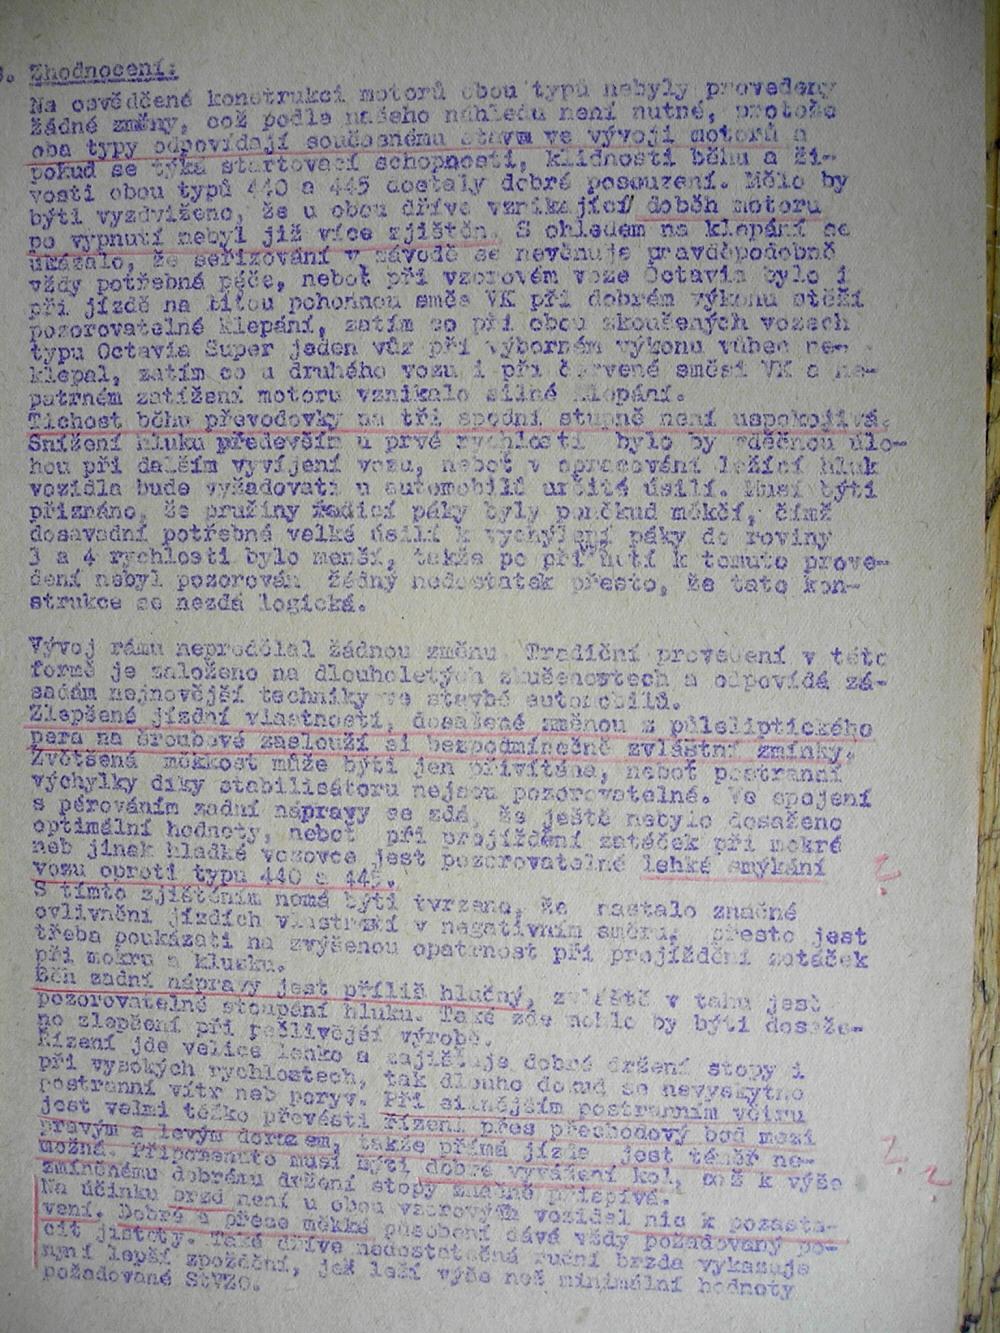 3. Zhodnocení:
Na osvědčené konstrukci motorů obou typů nebyly provedeny
žádné změny, což podle našeho náhledu není nutné, protože
oba typy odpovídají současnému stavu ve vývoji motorů a
pokud se týká startovací schopnosti, klidnosti běhu a ži-
vosti obou typů 440 a 445 dostaly dobré posouzení. Mělo by
býti vyzdviženo, že u obou dříve vznikající/ doběh motoru
po vypnutí nebyl již více zjištěn. S ohledem na klepání se
ukázalo, že seřizování v závodě se nevěnuje pravděpodobně
vždy potřebná péče, neboť při vzorovém voze Octavia bylo i
při jízdě na bílou pohonnou směs VK při dobrém výkonu stěží
pozorovatelné klepání, zatím co při obou zkoušených vozech
typu Octavia Super jeden vůz při výborném výkonu vůbec ne-
klepal, zatím co u druhého vozu i při červené směsi VK a ne-
patrném zatížení motoru vznikalo silné klepání.
Tichost běhu převodovky na tři spodní stupně není uspokojivá.
Snížení hluku především u prvé rychlosti bylo by vděčnou úlo-
hou při dalším vyvíjení vozu, neboť v opracování ležící hluk
vozidla bude vyžadovati u automobilů určité úsilí. Musí býti
přiznáno, že pružiny řadící páky byly poněkud měkčí, čímž
dosavadní potřebné velké úsilí k vychýlení páky do roviny
3 a 4 rychlosti bylo menší, takže po přivnutí k tomuto prove-
dení nebyl pozorován žádný nedostatek přesto, že tato kon-
strukce se nezdá logická.
Vývoj rámu neprodělal žádnou změnu Tradiční provedení v této
formě je založeno na dlouholetých zkušenostech a odpovídá zá-
sadám nejnovější techniky ve stavbě automobilů.
Zlepšené jízdní vlastnosti, dosažené změnou z půleliptického
pera na šroubové zaslouží si bezpodmínečně zvláštní zmínky.
Zvětšená měkkost může býti jen přivítána, neboť postranní
výchylky díky stabilisátoru nejsou pozorovatelné. Ve spojení
s pérováním zadní nápravy se zdá, že ještě nebylo dosaženo
optimální hodnoty, neboť při projíždění zatáček při mokré
neb jinak hladké vozovce jest pozorovatelné lehké smýkání
vozu oproti typu 440 a 445.
S tímto zjištěním nemá býti tvrzeno, že nastalo značné
ovlivnění jízdích vlastností v negativním směru, přesto jest
třeba poukázati na zvýšenou opatrnost při projíždění zatáček
při mokru a klusku.
Běh zadní nápravy jest příliš hlučný, zvláště v tahu jest
pozorovatelné stoupání hluku. Také zde mohlo by býti dosaže-
no zlepšení při pečlivější výrobě.
Řízení jde velice lehko a zajišťuje dobré držení stopy i
při vysokých rychlostech, tak dlouho dokud se nevyskytne
postranní vítr neb poryv. Při silnějším postranním větru
jest velmi těžko převésti řízení přes přechodový bod mezi
pravým a levým dorazem, takže přímá jízda jest téměř ne-
možná. Připomenuto musí býti dobré vyvážení kol, což k výše
zmíněnému dobrému držení stopy značně přispívá.
Na účinku brzd není u obou vzorových vozidel nic k pozasta-
vení. Dobré a přece měkké působení dává vždy požadovaný po-
cit jistoty. Také dříve nedostatečná ruční brzda vykazuje
nyní lepší zpoždění, jež leží výše než minimální hodnoty
požadované StVZO.